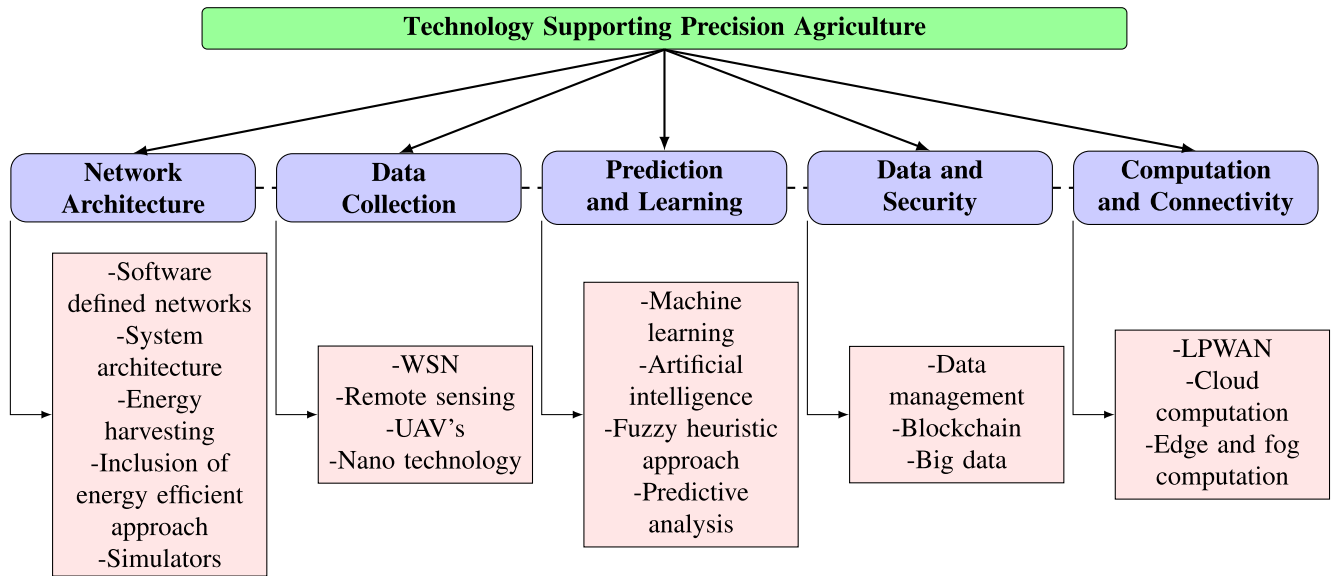 Technology Supporting Precision Agriculture
Network
Architecture
Data
Collection
Prediction
and Learning
Data and
Security
Computation
and Connectivity
-Software
defined networks
-System
architecture
-Energy
harvesting
-Inclusion of
energy efficient
approach
-Simulators
-WSN
-Remote sensing
-UAV's
-Nano technology
-Machine
learning
-Artificial
intelligence
-Fuzzy heuristic
approach
-Predictive
analysis
-Data
management
-Blockchain
-Big data
-LPWAN
-Cloud
computation
-Edge and fog
computation